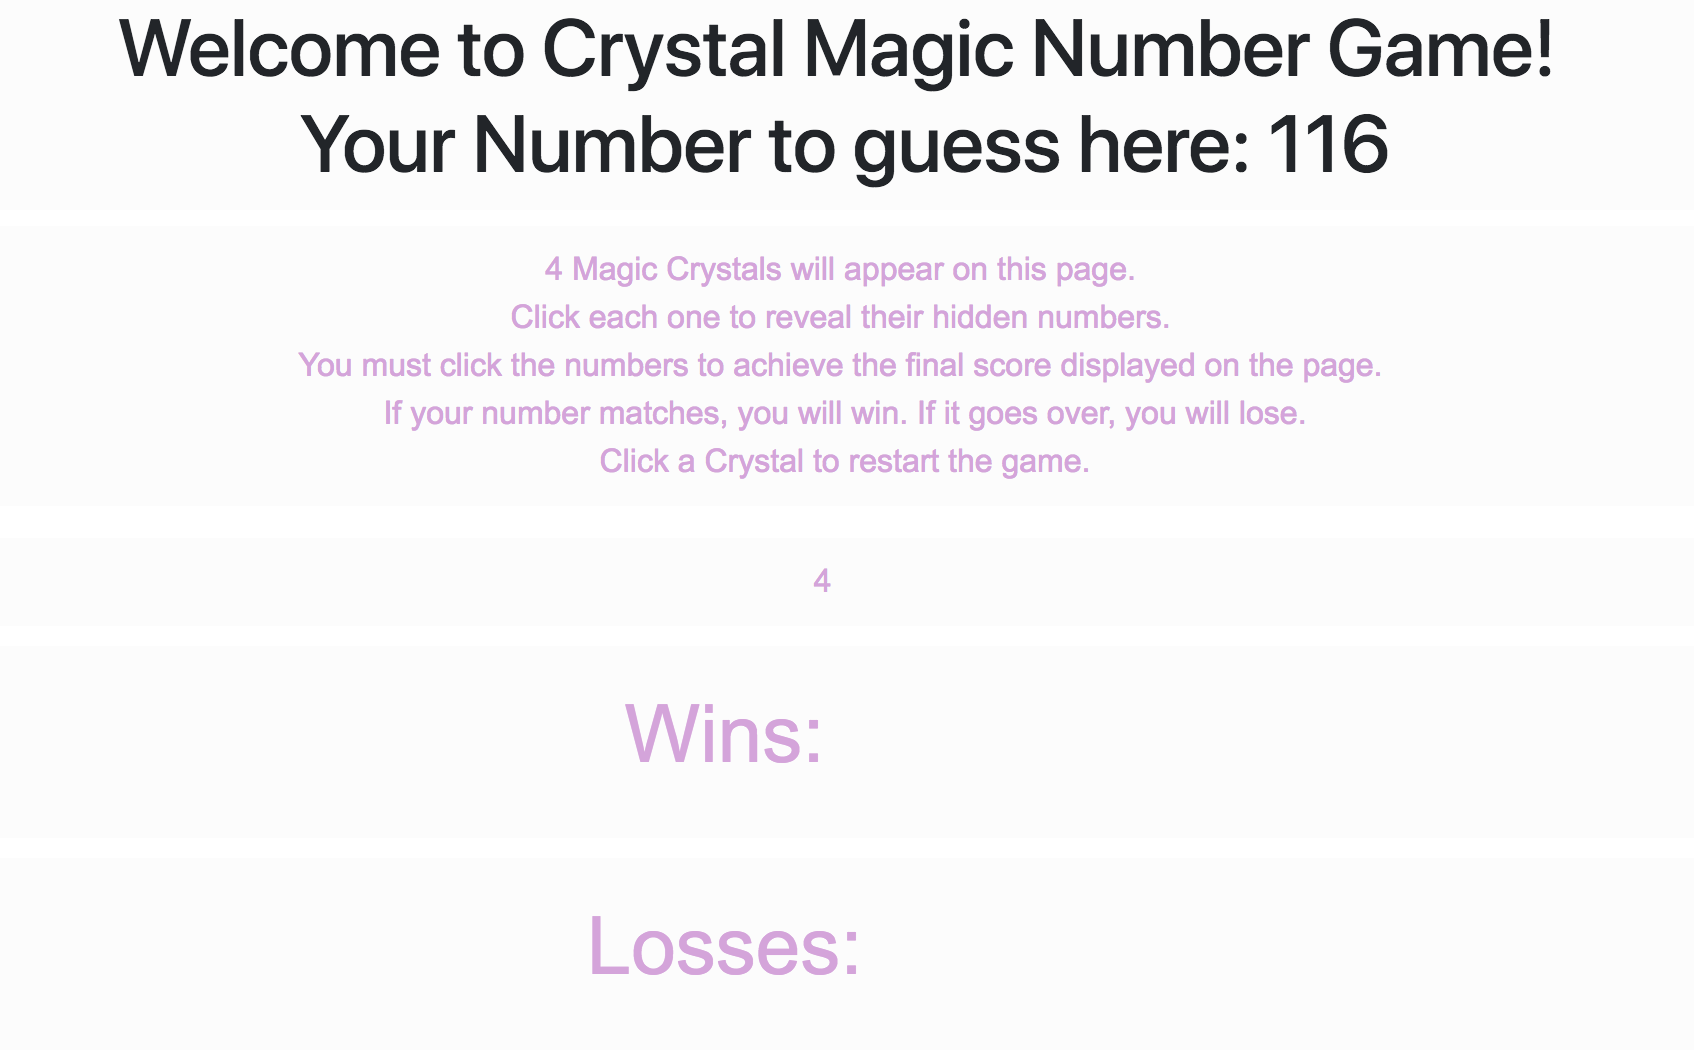 Welcome to Crystal Magic Number Game!
Your Number to guess here: 116
4 Magic Crystals will appear on this page.
Click each one to reveal their hidden numbers.
You must click the numbers to achieve the final score displayed on the page.
If your number matches, you will win. If it goes over, you will lose.
Click a Crystal to restart the game.
4
Wins:
Losses: